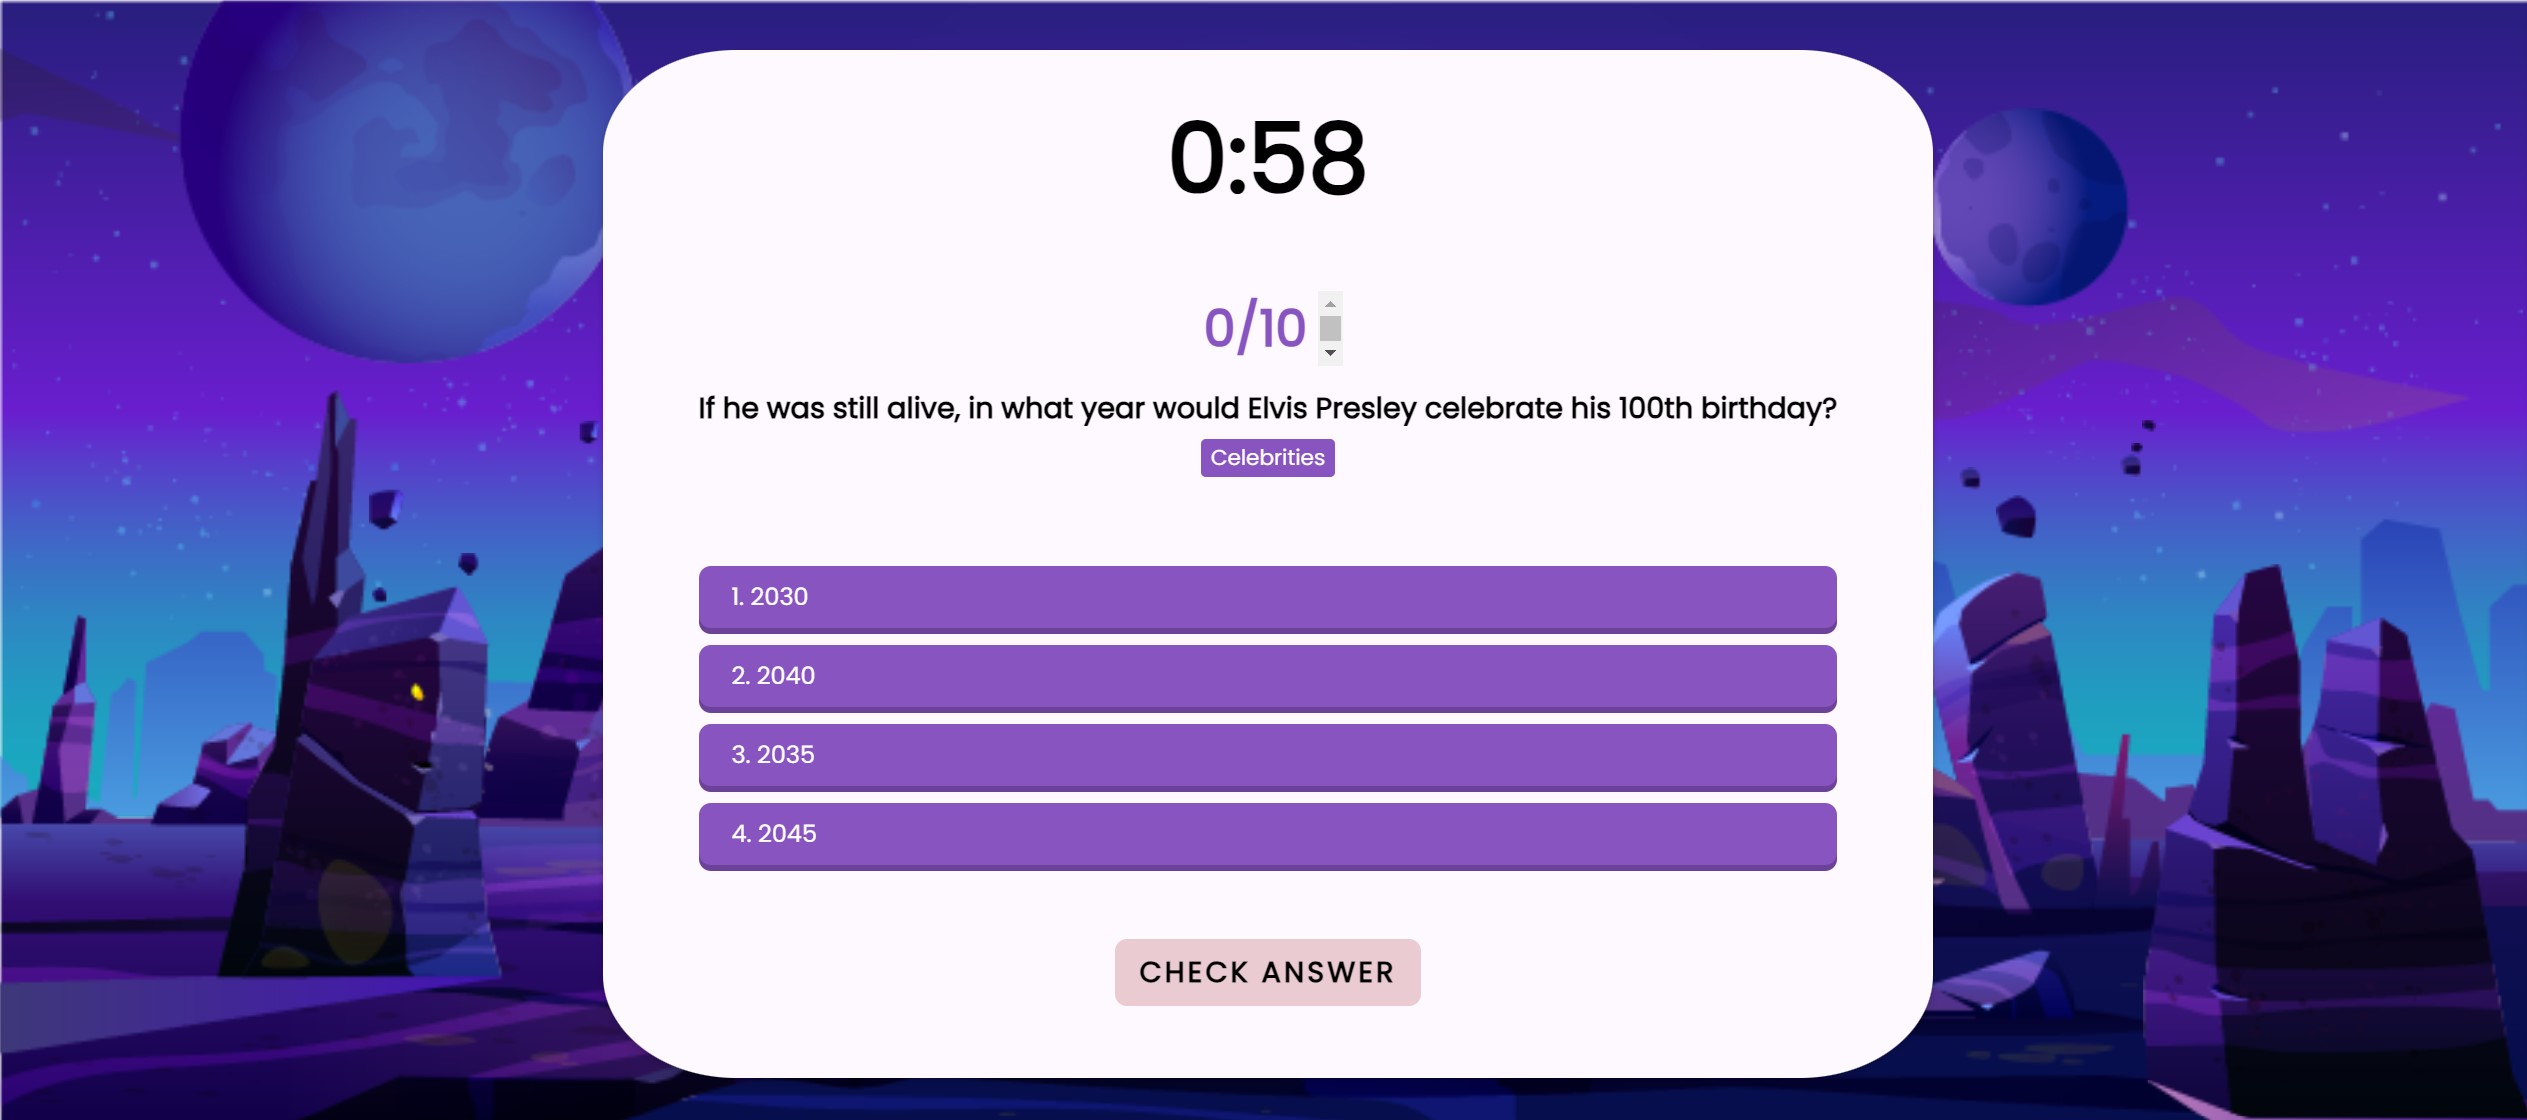 0:58
0/10
If he was still alive, in what year would Elvis Presley celebrate his 100th birthday?
Celebrities
1. 2030
2. 2040
3. 2035
4. 2045
CHECK ANSWER